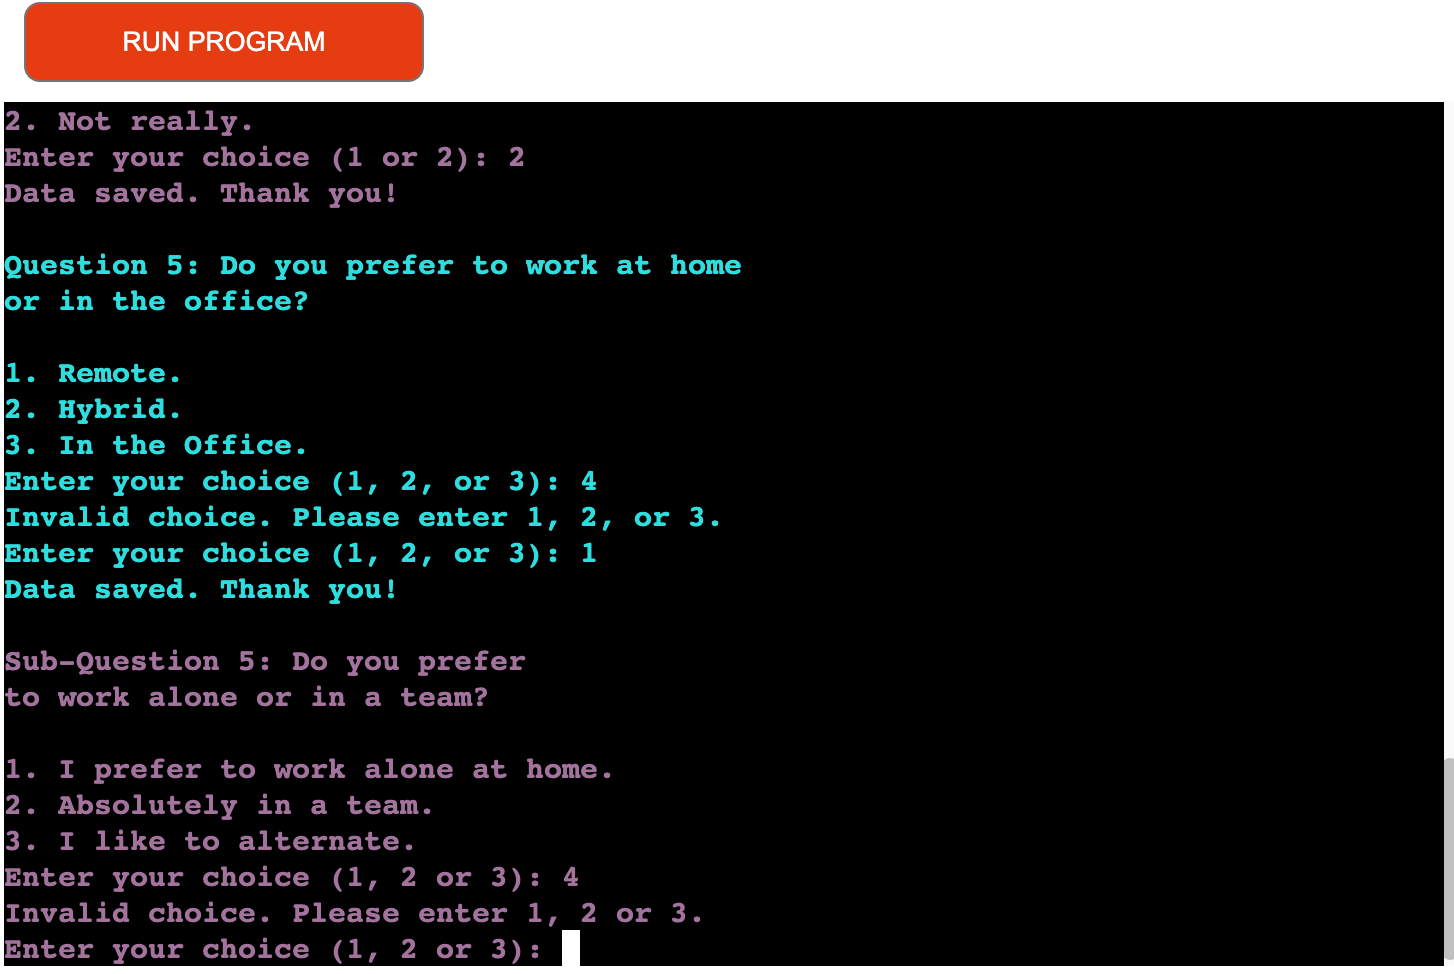 RUN PROGRAM
2. Not really.
Enter your choice (1 or 2): 2
Data saved. Thank you!
Question 5: Do you prefer to work at home
or in the office?
1. Remote.
2. Hybrid.
3. In the Office.
Enter your choice (1, 2, or 3): 4
Invalid choice. Please enter 1, 2, or 3.
Enter your choice (1, 2, or 3): 1
Data saved. Thank you!
Sub-Question 5: Do you prefer
to work alone or in a team?
1. I prefer to work alone at home.
2. Absolutely in a team.
3. I like to alternate.
Enter your choice (1, 2 or 3): 4
Invalid choice. Please enter 1, 2 or 3.
Enter your choice (1, 2 or 3):